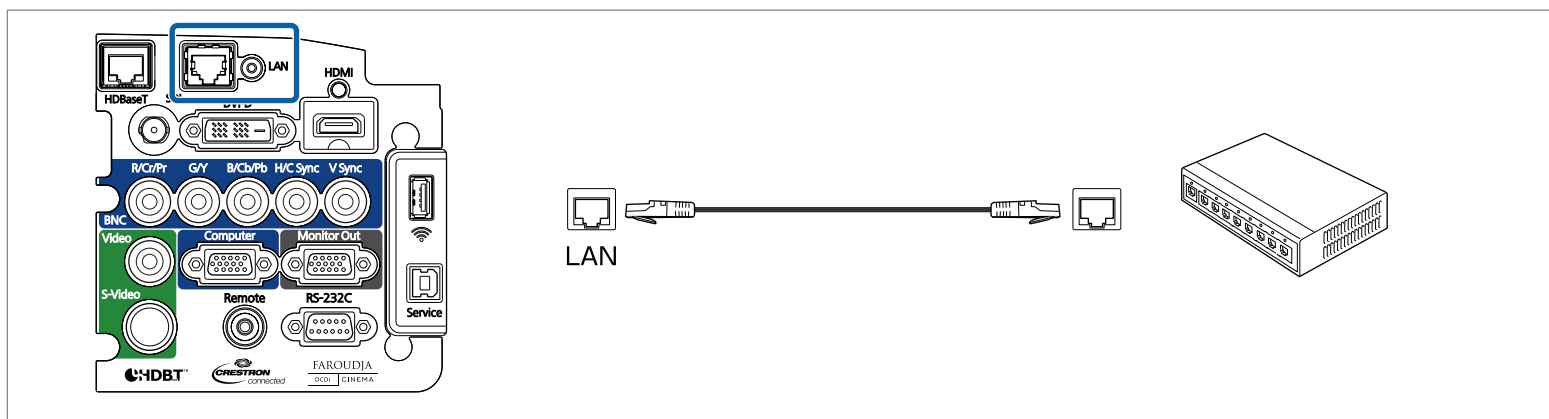 LAN
HDMI
HDBaseT
DVI-D
R/Cr/Pr G/Y B/Cb/Pb H/C Sync V Sync
BNC
Video Computer Monitor Out
S-Video Remote RS-232C
Service
HDBT™
CRESTRON connected
FAROUDJA
DCDi CINEMA
LAN